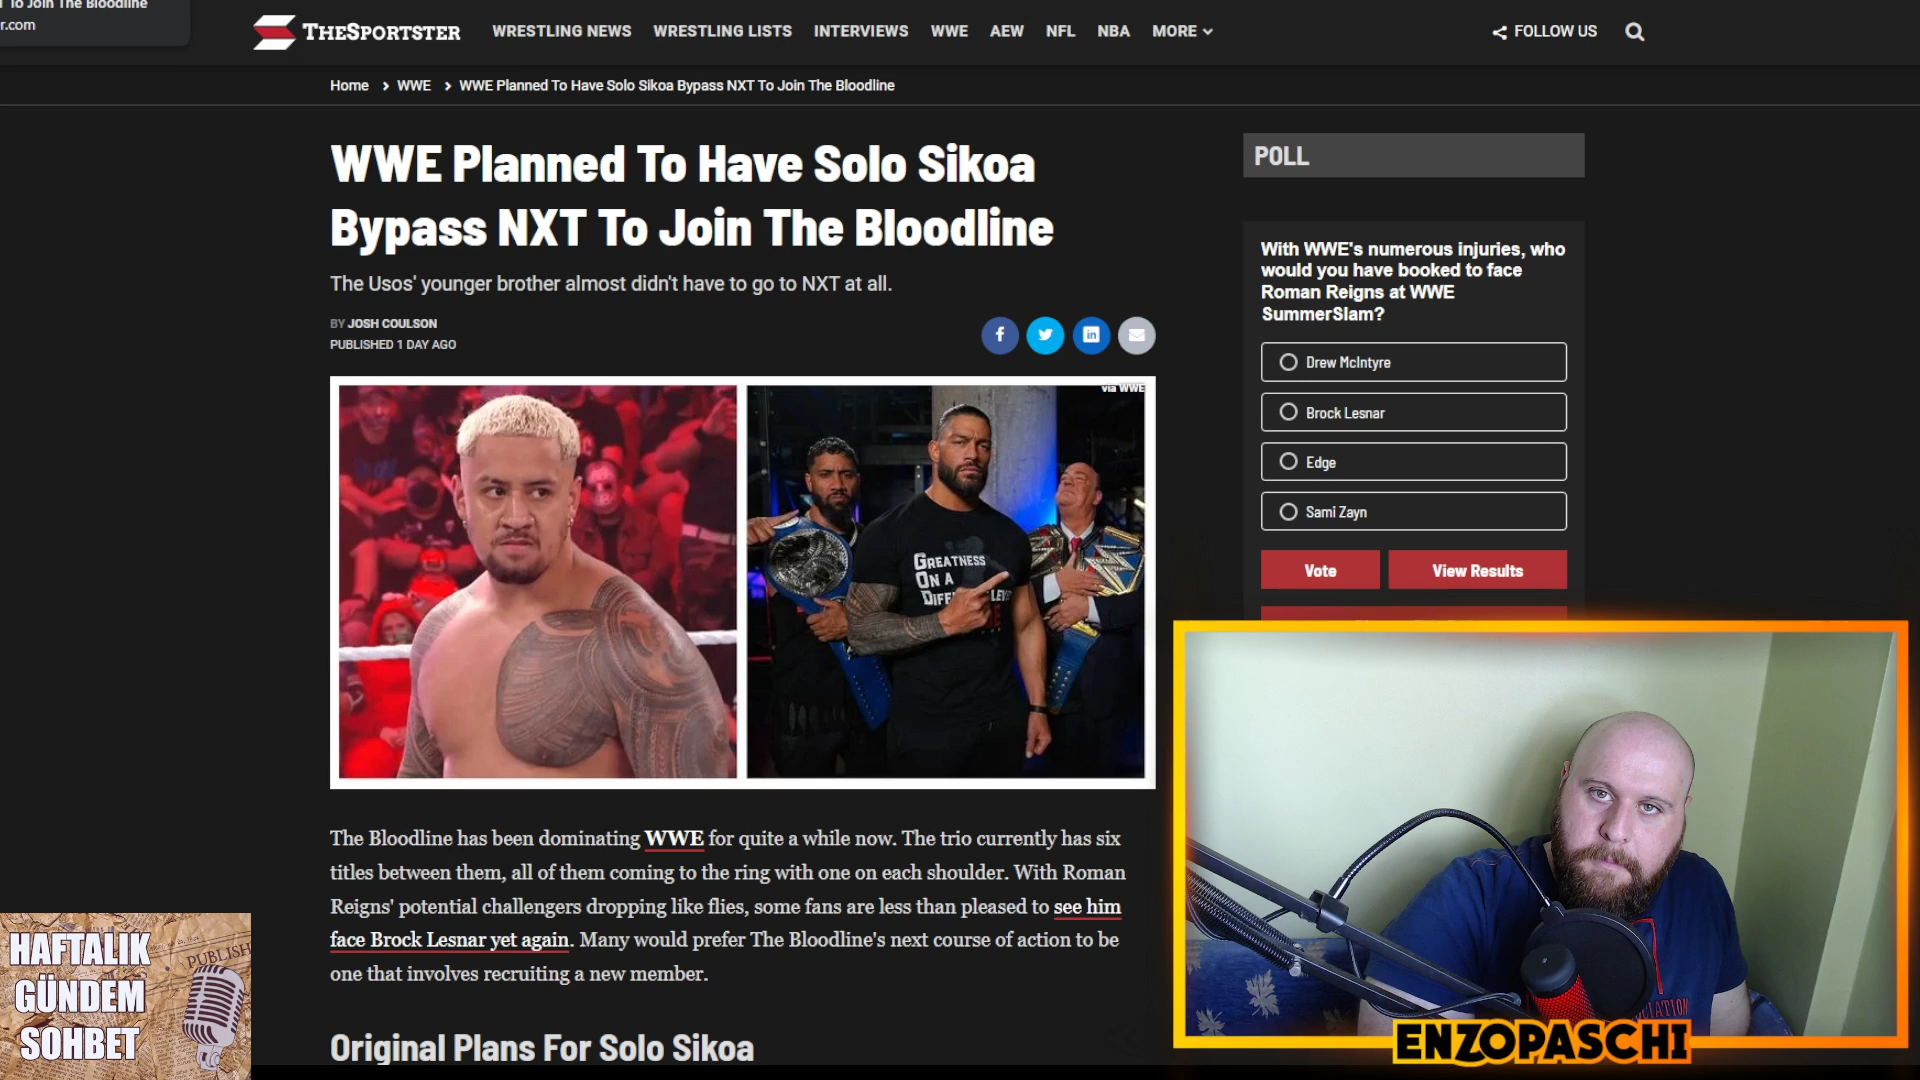 To Join The Bloodline
r.com
THESPORTSTER
WRESTLING NEWS
WRESTLING LISTS
INTERVIEWS
WWE
AEW
NFL
NBA
MORE
FOLLOW US
Home
WWE
WWE Planned To Have Solo Sikoa Bypass NXT To Join The Bloodline
WWE Planned To Have Solo Sikoa
Bypass NXT To Join The Bloodline
The Usos' younger brother almost didn't have to go to NXT at all.
BY JOSH COULSON
PUBLISHED 1 DAY AGO
via WWE
GREATNESS
ON A
The Bloodline has been dominating WWE for quite a while now. The trio currently has six
titles between them, all of them coming to the ring with one on each shoulder. With Roman
Reigns' potential challengers dropping like flies, some fans are less than pleased to see him
face Brock Lesnar yet again. Many would prefer The Bloodline's next course of action to be
one that involves recruiting a new member.
Original Plans For Solo Sikoa
POLL
With WWE's numerous injuries, who
would you have booked to face
Roman Reigns at WWE
SummerSlam?
Drew McIntyre
Brock Lesnar
Edge
Sami Zayn
Vote
View Results
HAFTALIK
GÜNDEM
SOHBET
PUBLISH
ENZOPASCHI